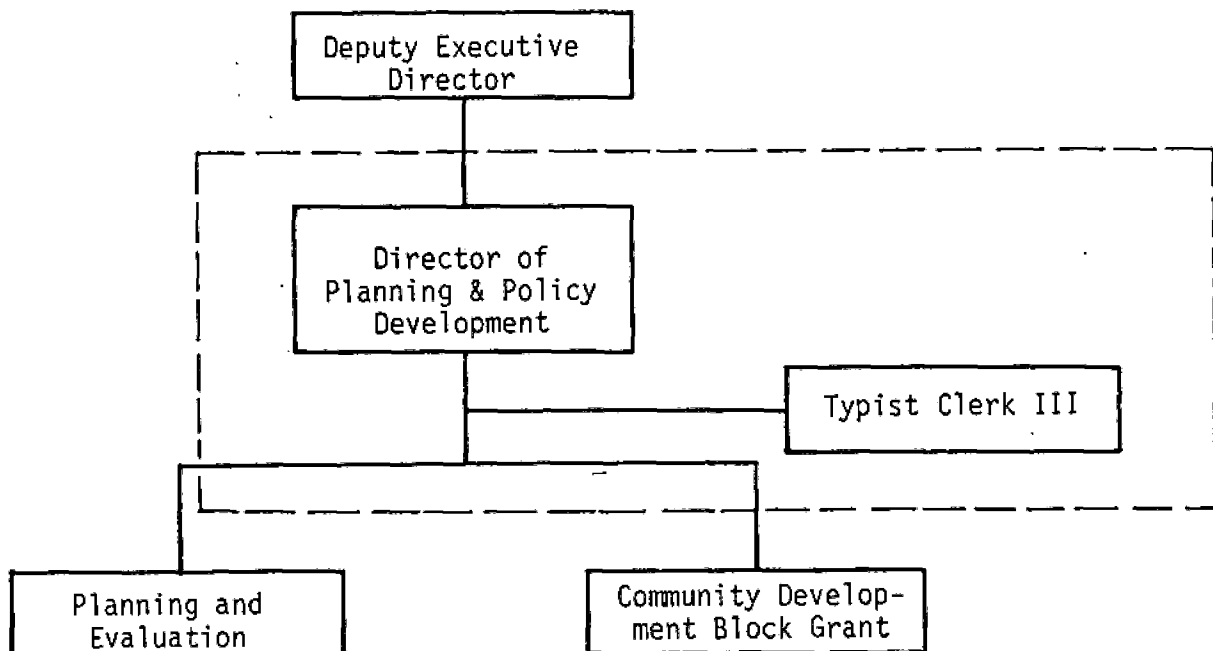 Deputy Executive
Director
Director of
Planning & Policy
Development
Typist Clerk III
Planning and
Evaluation
Community Develop-
ment Block Grant